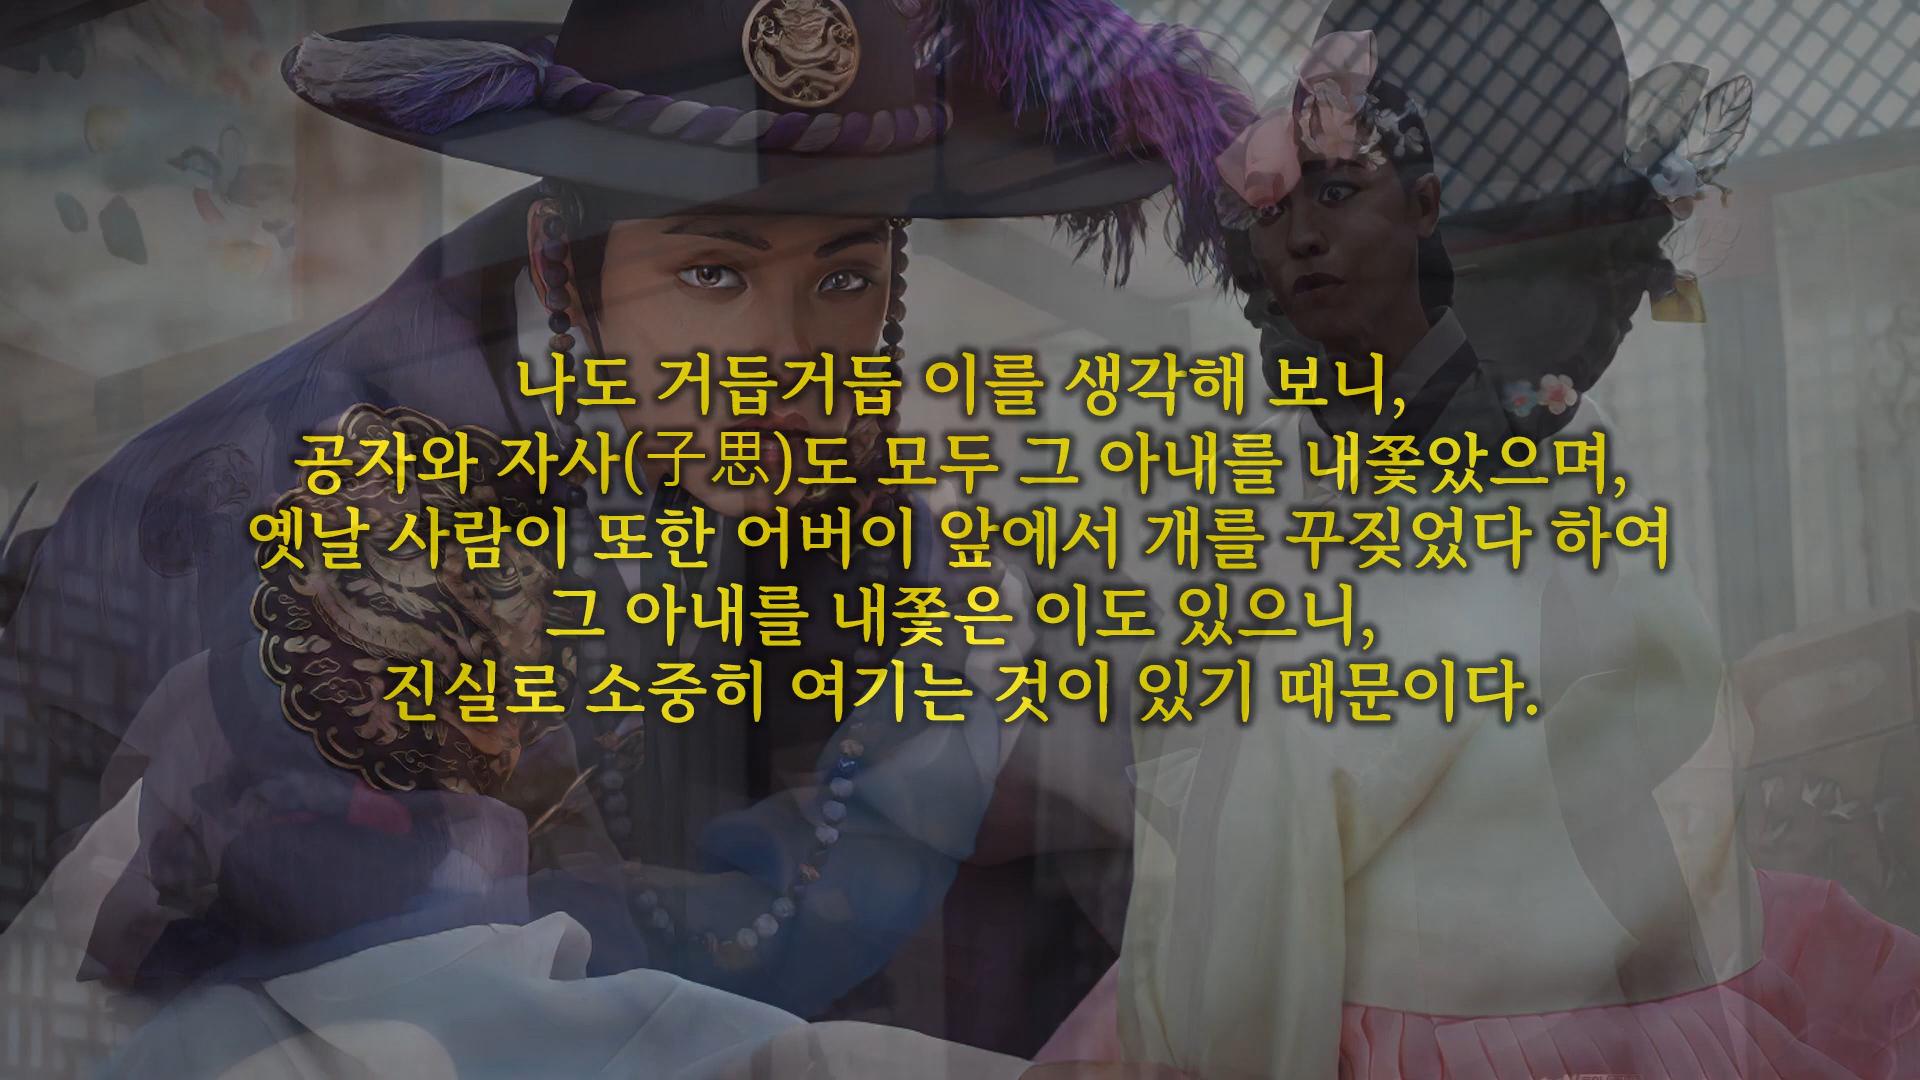 나도 거듭거듭 이를 생각해 보니,
공자와 자사(子思)도 모두 그 아내를 내쫓았으며,
옛날 사람이 또한 어버이 앞에서 개를 꾸짖었다 하여
그 아내를 내쫓은 이도 있으니,
진실로 소중히 여기는 것이 있기 때문이다.